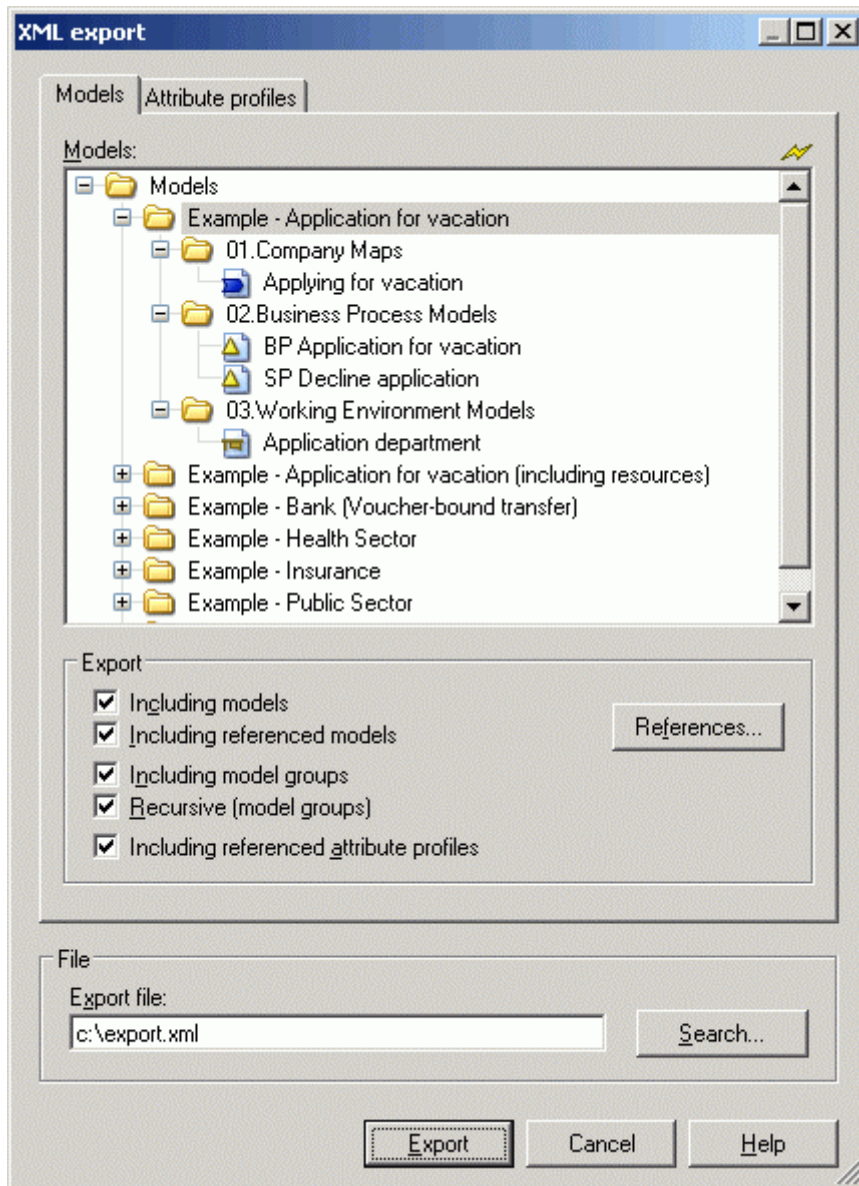 XML export
Models
Attribute profiles
Models:
Models
Example - Application for vacation
01.Company Maps
Applying for vacation
02.Business Process Models
BP Application for vacation
SP Decline application
03.Working Environment Models
Application department
Example - Application for vacation (including resources)
Example - Bank (Voucher-bound transfer)
Example - Health Sector
Example - Insurance
Example - Public Sector
Export
Including models
Including referenced models
References...
Including model groups
Recursive (model groups)
Including referenced attribute profiles
File
Export file:
c:\export.xml
Search...
Export
Cancel
Help